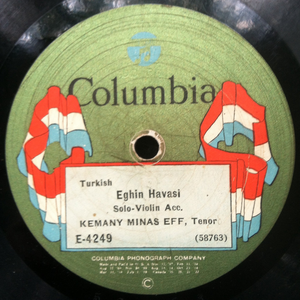 Columbia
Turkish
Eghin Havasi
Solo-Violin Acc.
KEMANY MINAS EFF, Tenor
E-4249 (58763)
COLUMBIA PHONOGRAPH COMPANY
C